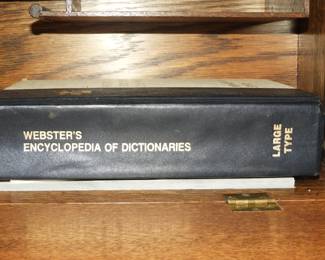 WEBSTER'S
ENCYCLOPEDIA OF DICTIONARIES
LARGE
TYPE